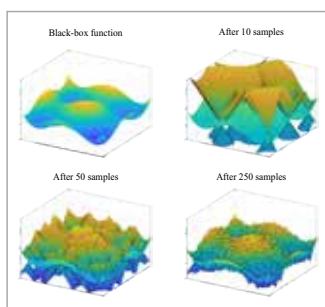 Black-box function
After 10 samples
After 50 samples
After 250 samples